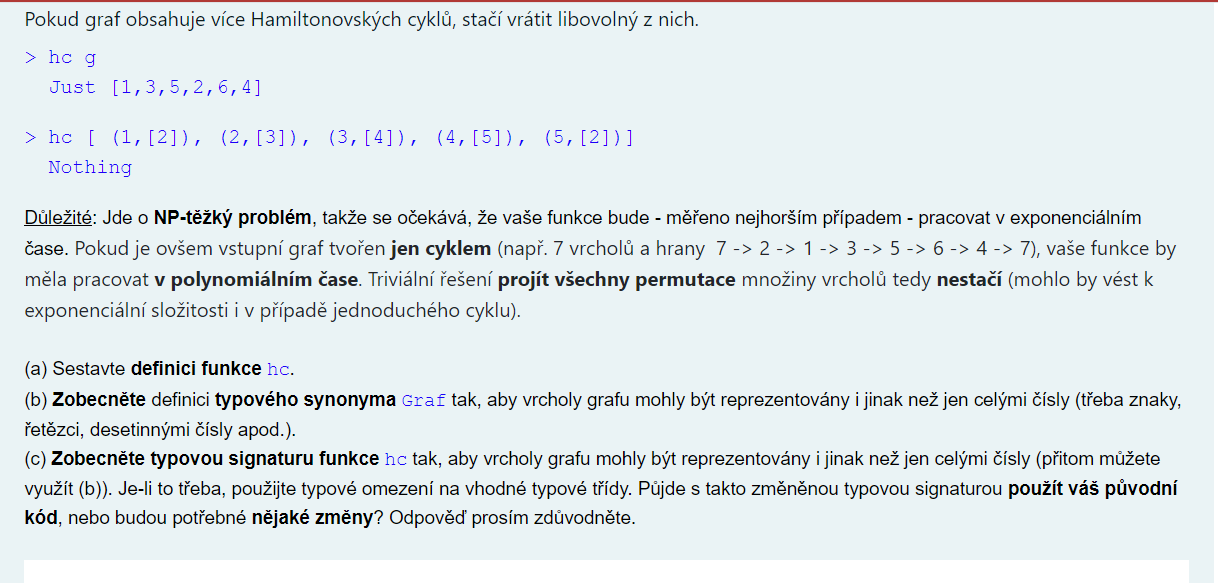 Pokud graf obsahuje více Hamiltonovských cyklů, stačí vrátit libovolný z nich.
> hc g
Just [1,3,5,2,6,4]
> hc [ (1,[2]), (2,[3]), (3,[4]), (4,[5]), (5,[2])]
Nothing
Důležité: Jde o NP-těžký problém, takže se očekává, že vaše funkce bude - měřeno nejhorším případem - pracovat v exponenciálním
čase. Pokud je ovšem vstupní graf tvořen jen cyklem (např. 7 vrcholů a hrany 7 -> 2 -> 1 -> 3 -> 5 -> 6 -> 4 -> 7), vaše funkce by
měla pracovat v polynomiálním čase. Triviální řešení projít všechny permutace množiny vrcholů tedy nestačí (mohlo by vést k
exponenciální složitosti i v případě jednoduchého cyklu).
(a) Sestavte definici funkce hc.
(b) Zobecněte definici typového synonyma Graf tak, aby vrcholy grafu mohly být reprezentovány i jinak než jen celými čísly (třeba znaky,
řetězci, desetinnými čísly apod.).
(c) Zobecněte typovou signaturu funkce hc tak, aby vrcholy grafu mohly být reprezentovány i jinak než jen celými čísly (přitom můžete
využít (b)). Je-li to třeba, použijte typové omezení na vhodné typové třídy. Půjde s takto změněnou typovou signaturou použít váš původní
kód, nebo budou potřebné nějaké změny? Odpověď prosím zdůvodněte.